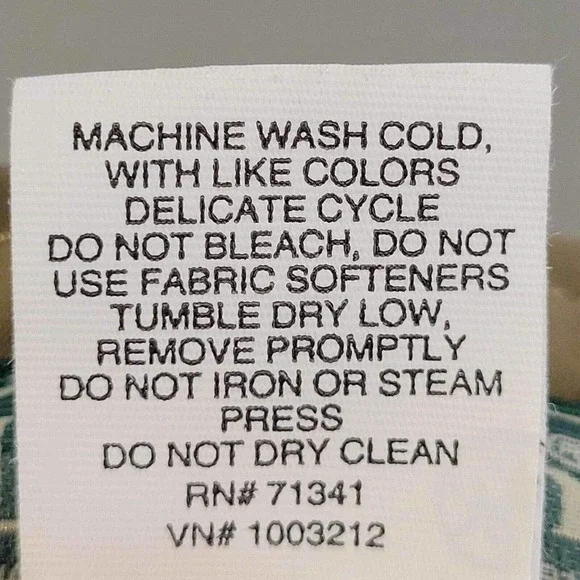 MACHINE WASH COLD,
WITH LIKE COLORS
DELICATE CYCLE
DO NOT BLEACH, DO NOT
USE FABRIC SOFTENERS
TUMBLE DRY LOW,
REMOVE PROMPTLY
DO NOT IRON OR STEAM
PRESS
DO NOT DRY CLEAN
RN# 71341
VN# 1003212